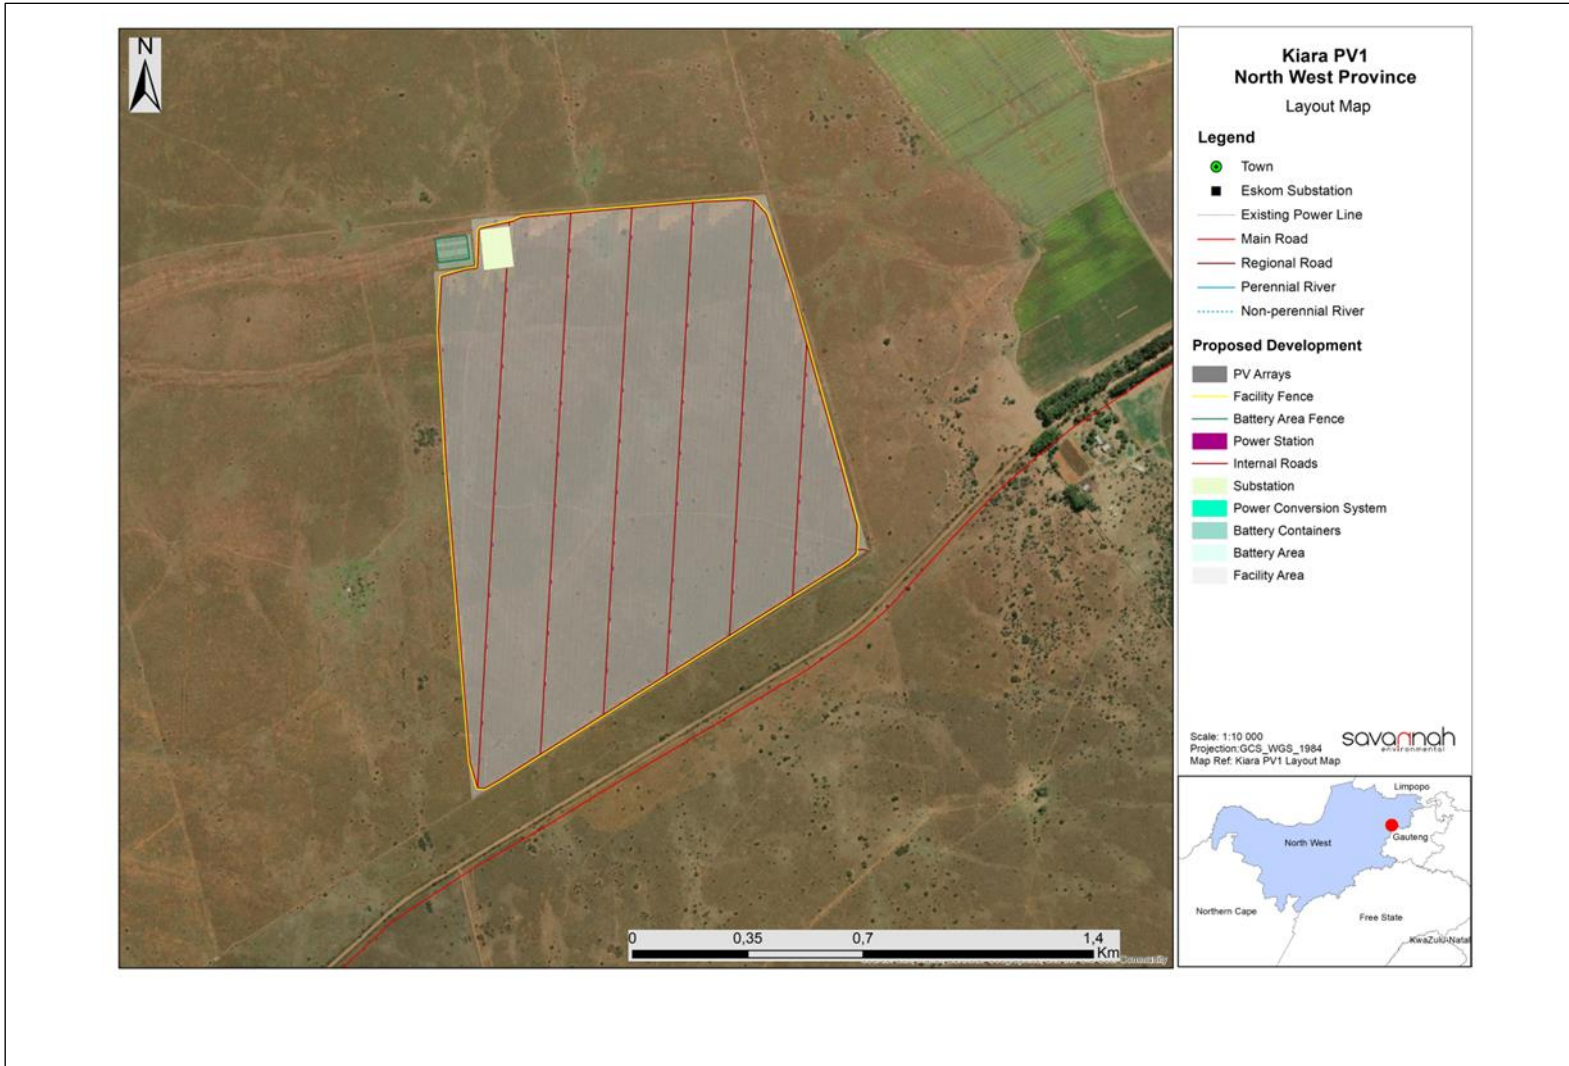 N
Kiara PV1
North West Province
Layout Map
Legend
Town
Eskom Substation
Existing Power Line
Main Road
Regional Road
Perennial River
Non-perennial River
Proposed Development
PV Arrays
Facility Fence
Battery Area Fence
Power Station
Internal Roads
Substation
Power Conversion System
Battery Containers
Battery Area
Facility Area
Scale: 1:10 000
Projection:GCS_WGS_1984
Map Ref: Kiara PV1 Layout Map
savannah
environmental
Limpopo
Gauteng
North West
Northern Cape
Free State
KwaZulu-Natal
0 0,35 0,7 1,4
Km
Community